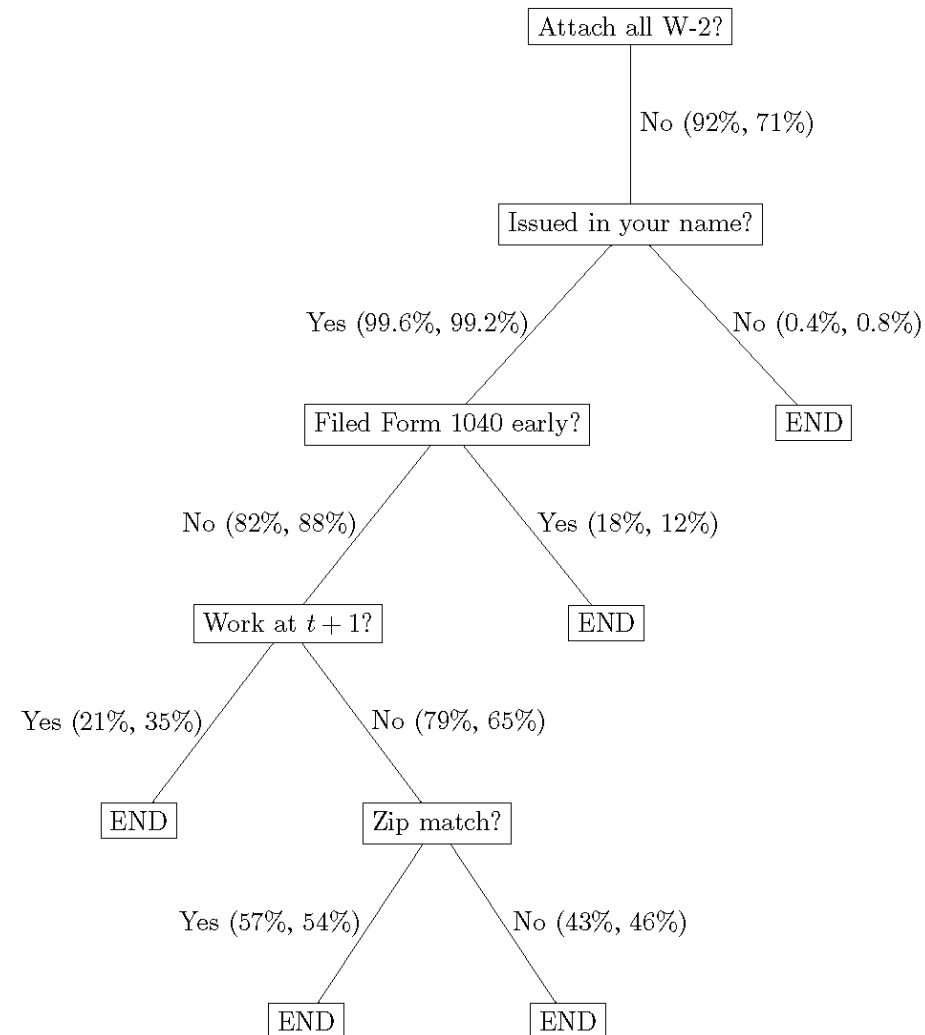 Attach all W-2?
No (92%, 71%)
Issued in your name?
Yes (99.6%, 99.2%)
No (0.4%, 0.8%)
Filed Form 1040 early?
END
No (82%, 88%)
Yes (18%, 12%)
Work at t + 1?
END
Yes (21%, 35%)
No (79%, 65%)
END
Zip match?
Yes (57%, 54%)
No (43%, 46%)
END
END